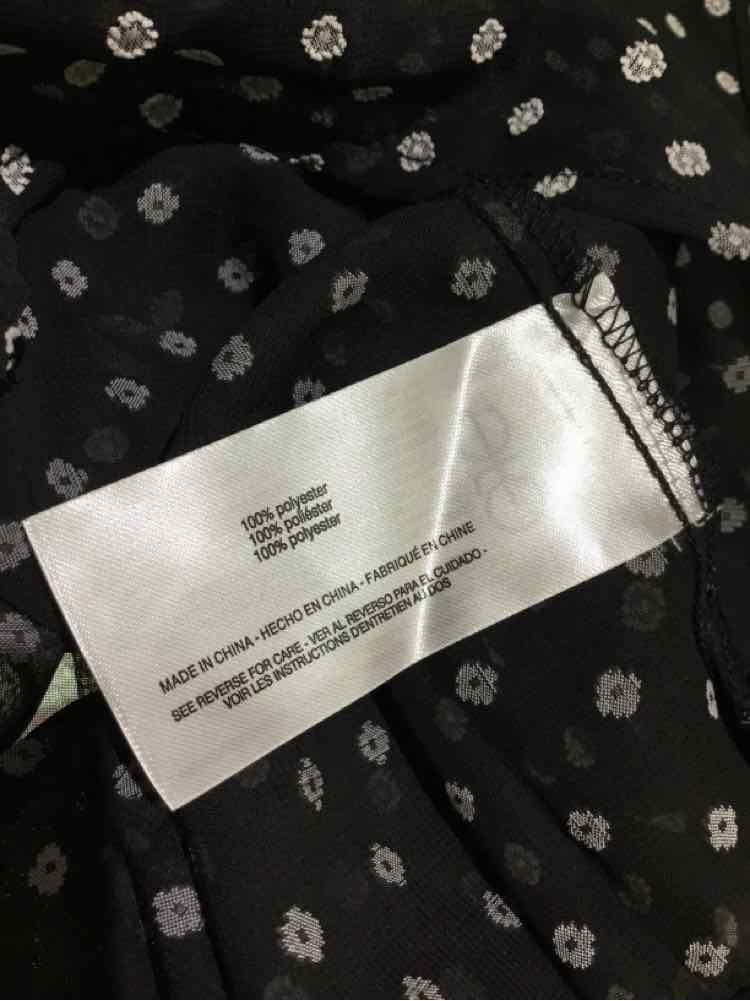 100% polyester
100% poliéster
100% polyester
MADE IN CHINA - HECHO EN CHINA - FABRIQUÉ EN CHINE
SEE REVERSE FOR CARE - VER AL REVERSO PARA EL CUIDADO -
VOIR LES INSTRUCTIONS D'ENTRETIEN AU DOS